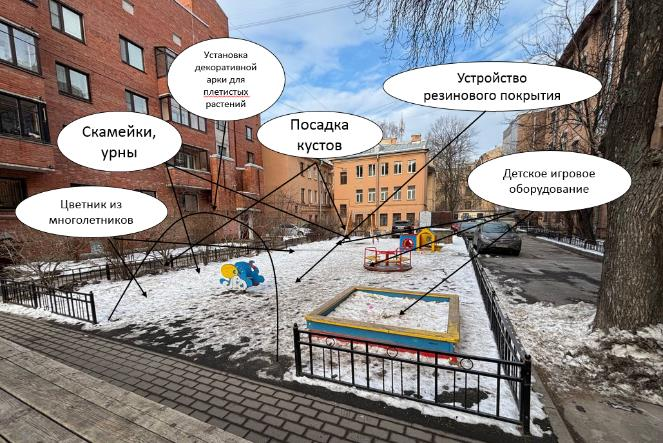 Установка
декоративной
арки для
плетистых
растений
Устройство
резинового покрытия
Скамейки,
урны
Посадка
кустов
Детское игровое
оборудование
Цветник из
многолетников